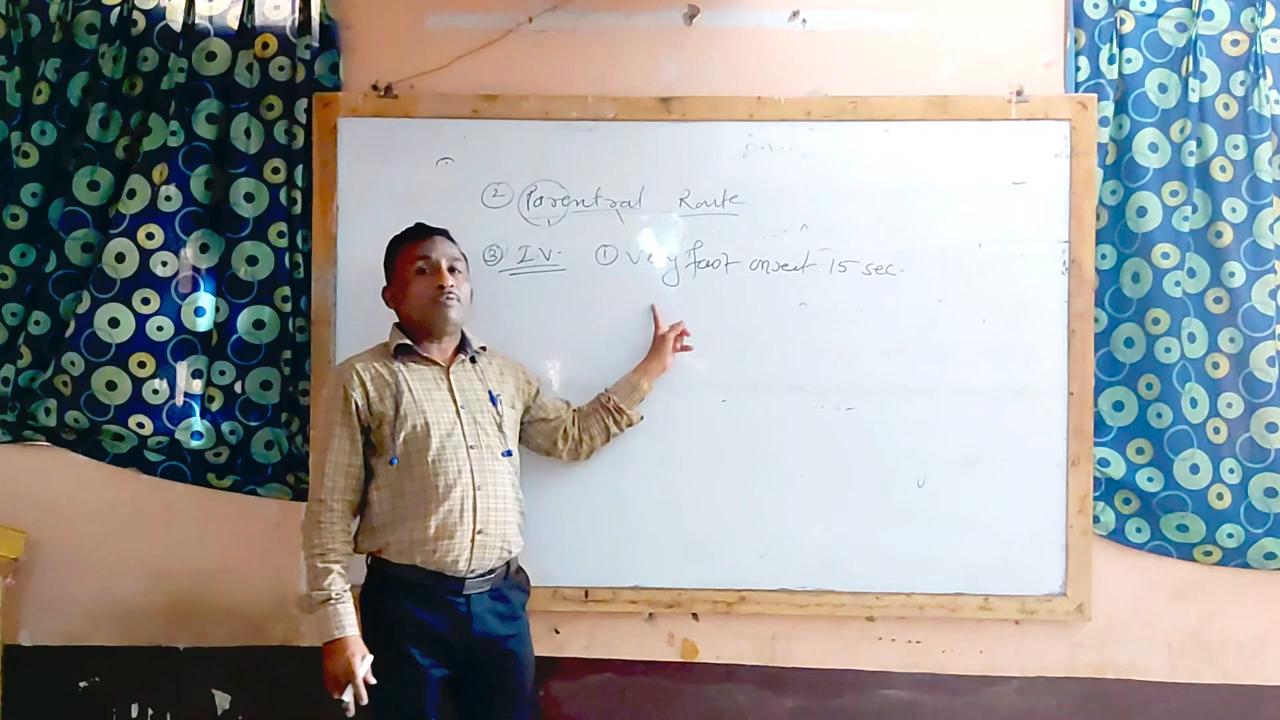 ② Parentral Route
③ I.V. ① Very fast onset 15 sec.